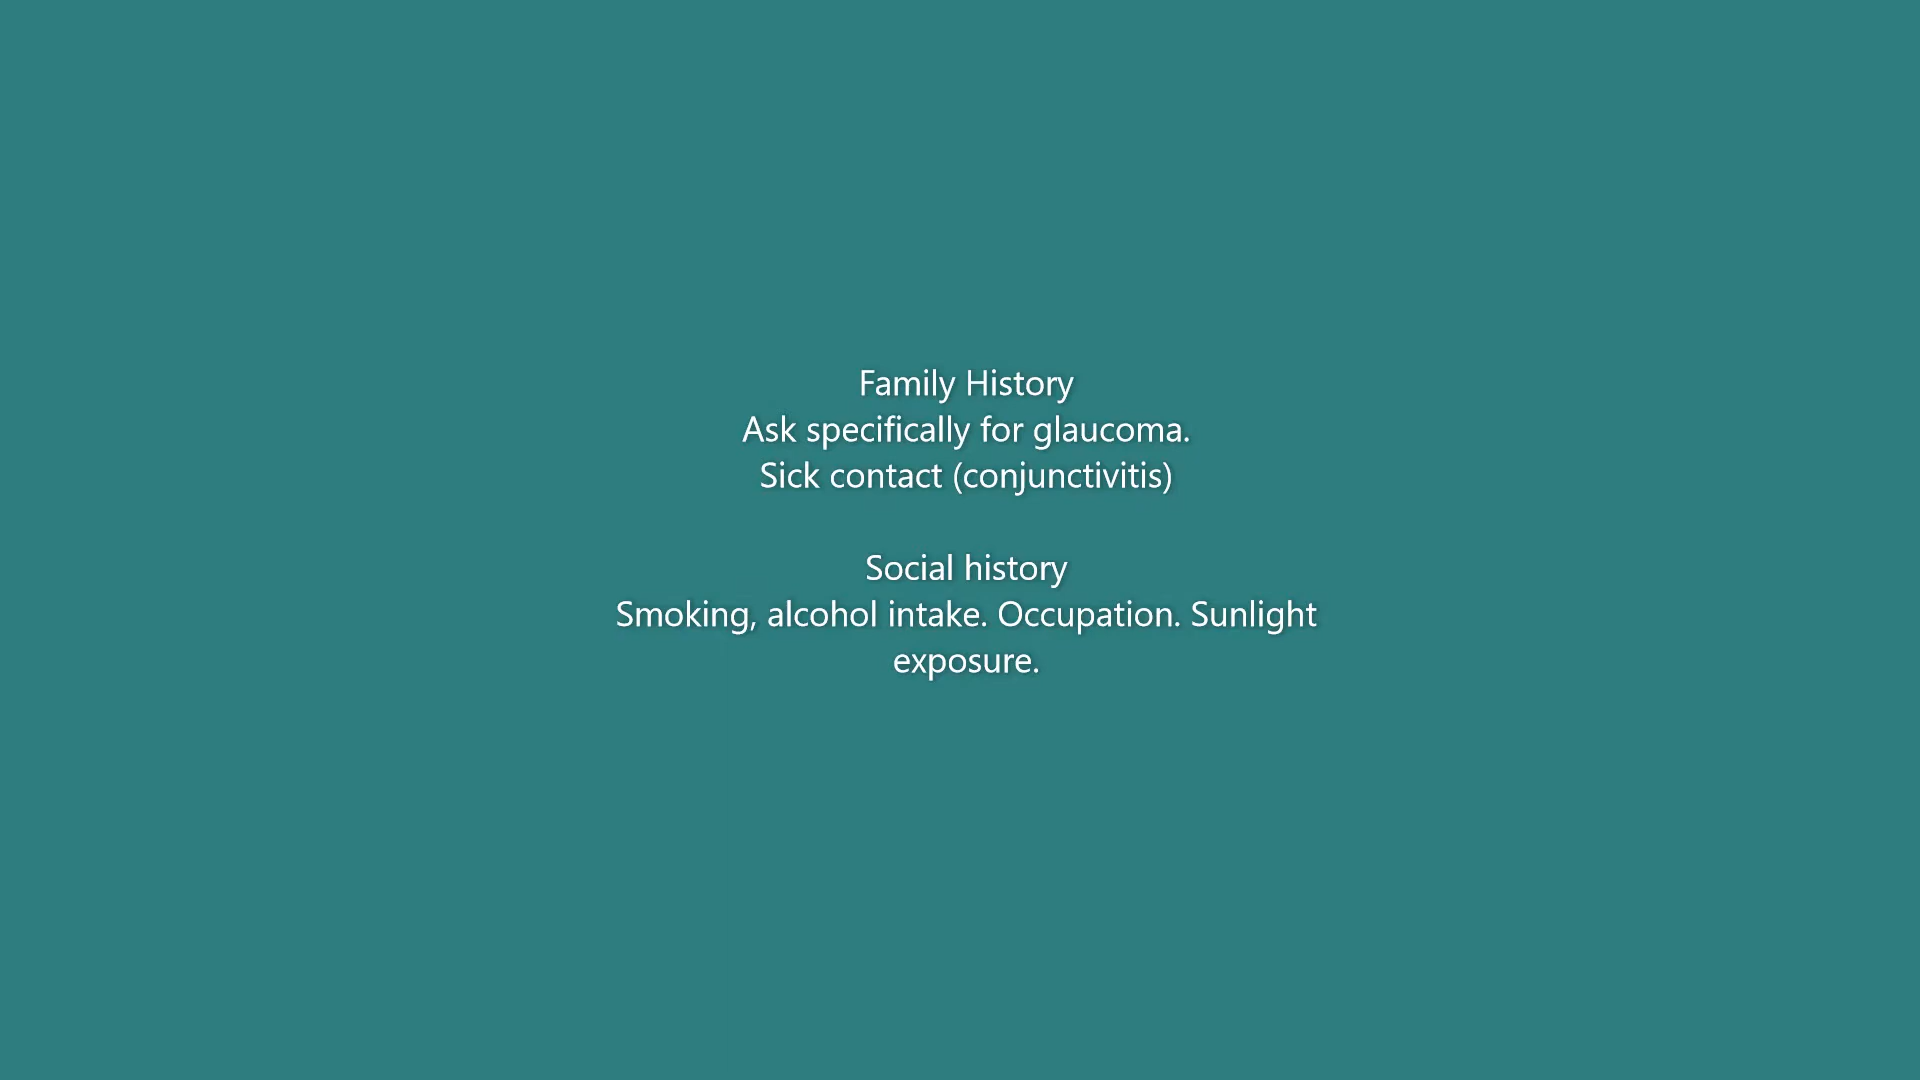 Family History
Ask specifically for glaucoma.
Sick contact (conjunctivitis)
Social history
Smoking, alcohol intake. Occupation. Sunlight
exposure.